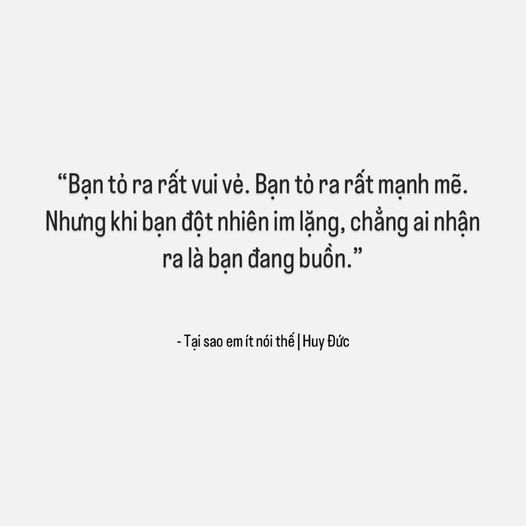 “Bạn tỏ ra rất vui vẻ. Bạn tỏ ra rất mạnh mẽ.
Nhưng khi bạn đột nhiên im lặng, chẳng ai nhận
ra là bạn đang buồn.”
- Tại sao em ít nói thế | Huy Đức